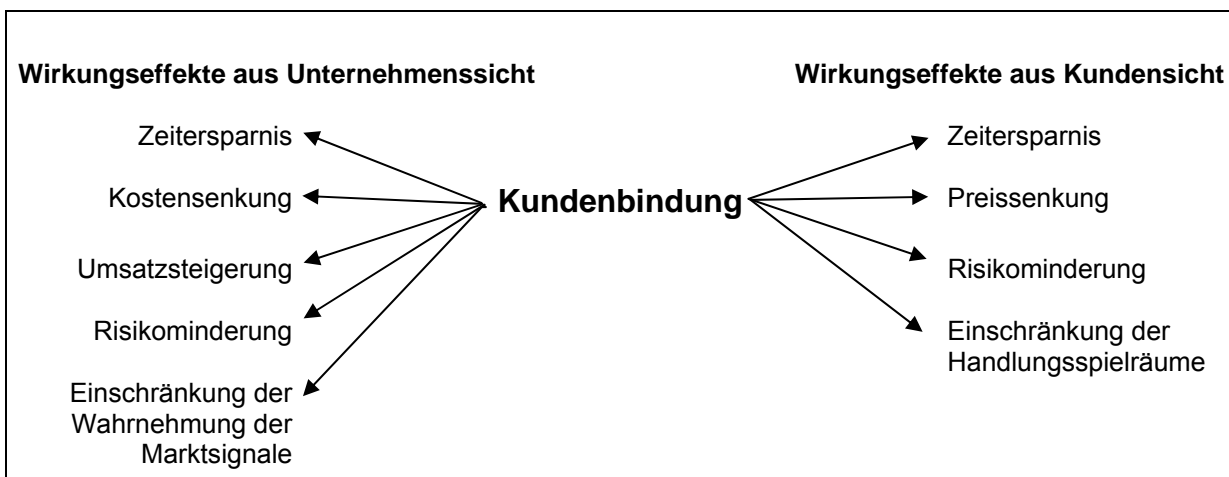 Wirkungseffekte aus Unternehmenssicht
Zeitersparnis
Kostensenkung
Umsatzsteigerung
Risikominderung
Einschränkung der
Wahrnehmung der
Marktsignale
Kundenbindung
Wirkungseffekte aus Kundensicht
Zeitersparnis
Preissenkung
Risikominderung
Einschränkung der
Handlungsspielräume